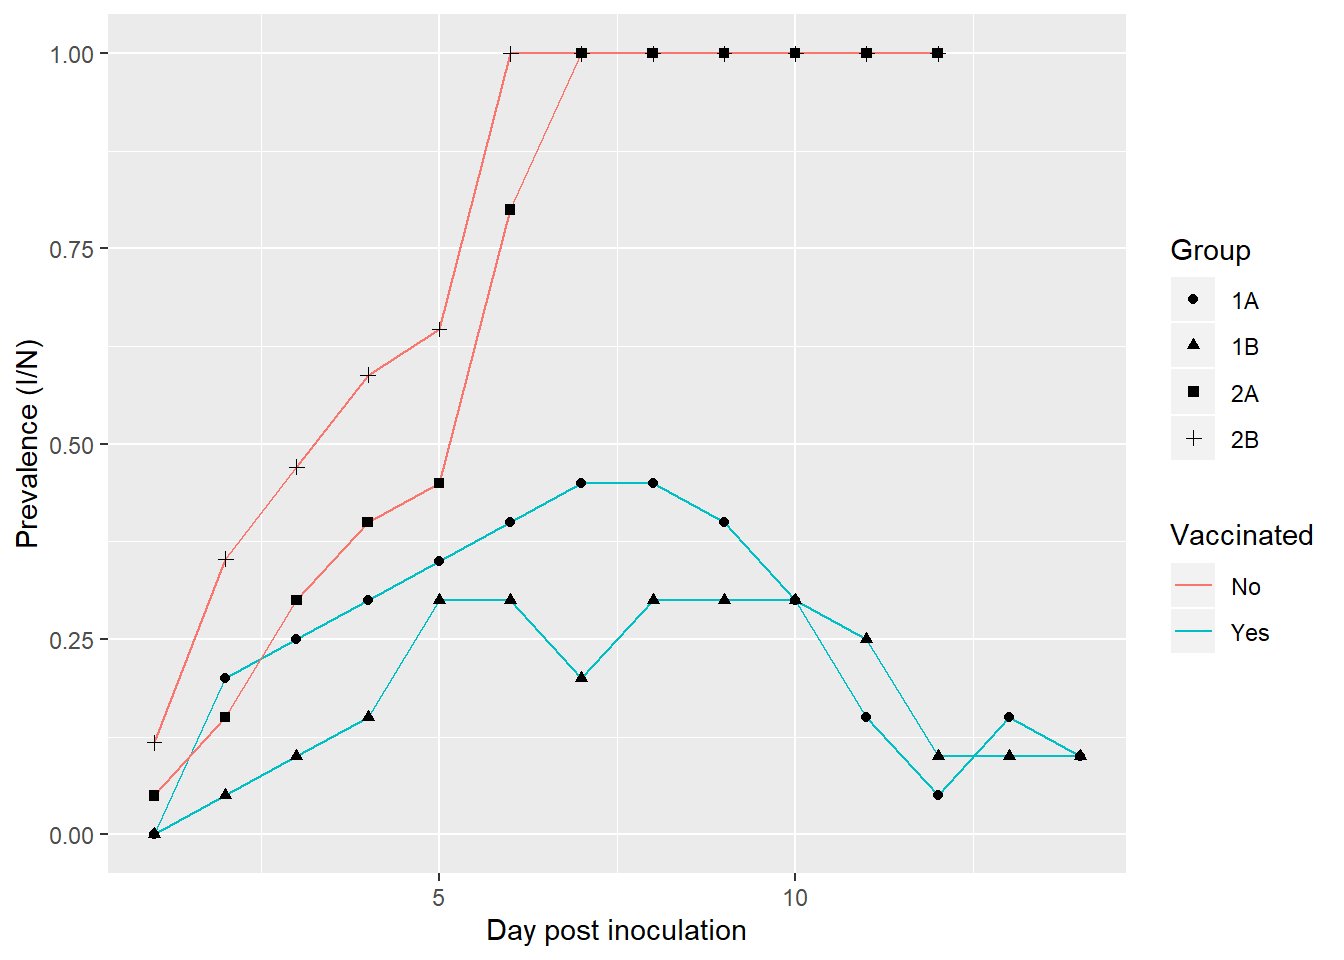 1.00
0.75
0.50
0.25
0.00
Prevalence (I/N)
5
10
Day post inoculation
Group
1A
1B
2A
2B
Vaccinated
No
Yes